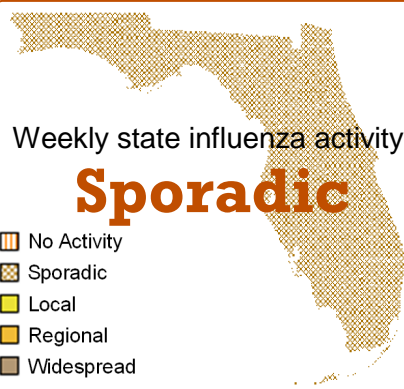 Weekly state influenza activity
Sporadic
No Activity
Sporadic
Local
Regional
Widespread